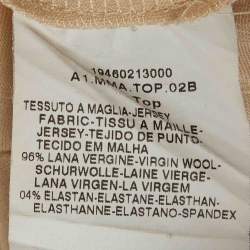 19460213000
A1.MMA.TOP.02B
Top
TESSUTO A MAGLIA-JERSEY
FABRIC-TISSU A MAILLE-
JERSEY-TEJIDO DE PUNTO-
TECIDO EM MALHA
96% LANA VERGINE-VIRGIN WOOL-
SCHURWOLLE-LAINE VIERGE-
LANA VIRGEN-LA VIRGEM
04% ELASTAN-ELASTANE-ELASTHAN-
ELASTHANNE-ELASTANO-SPANDEX